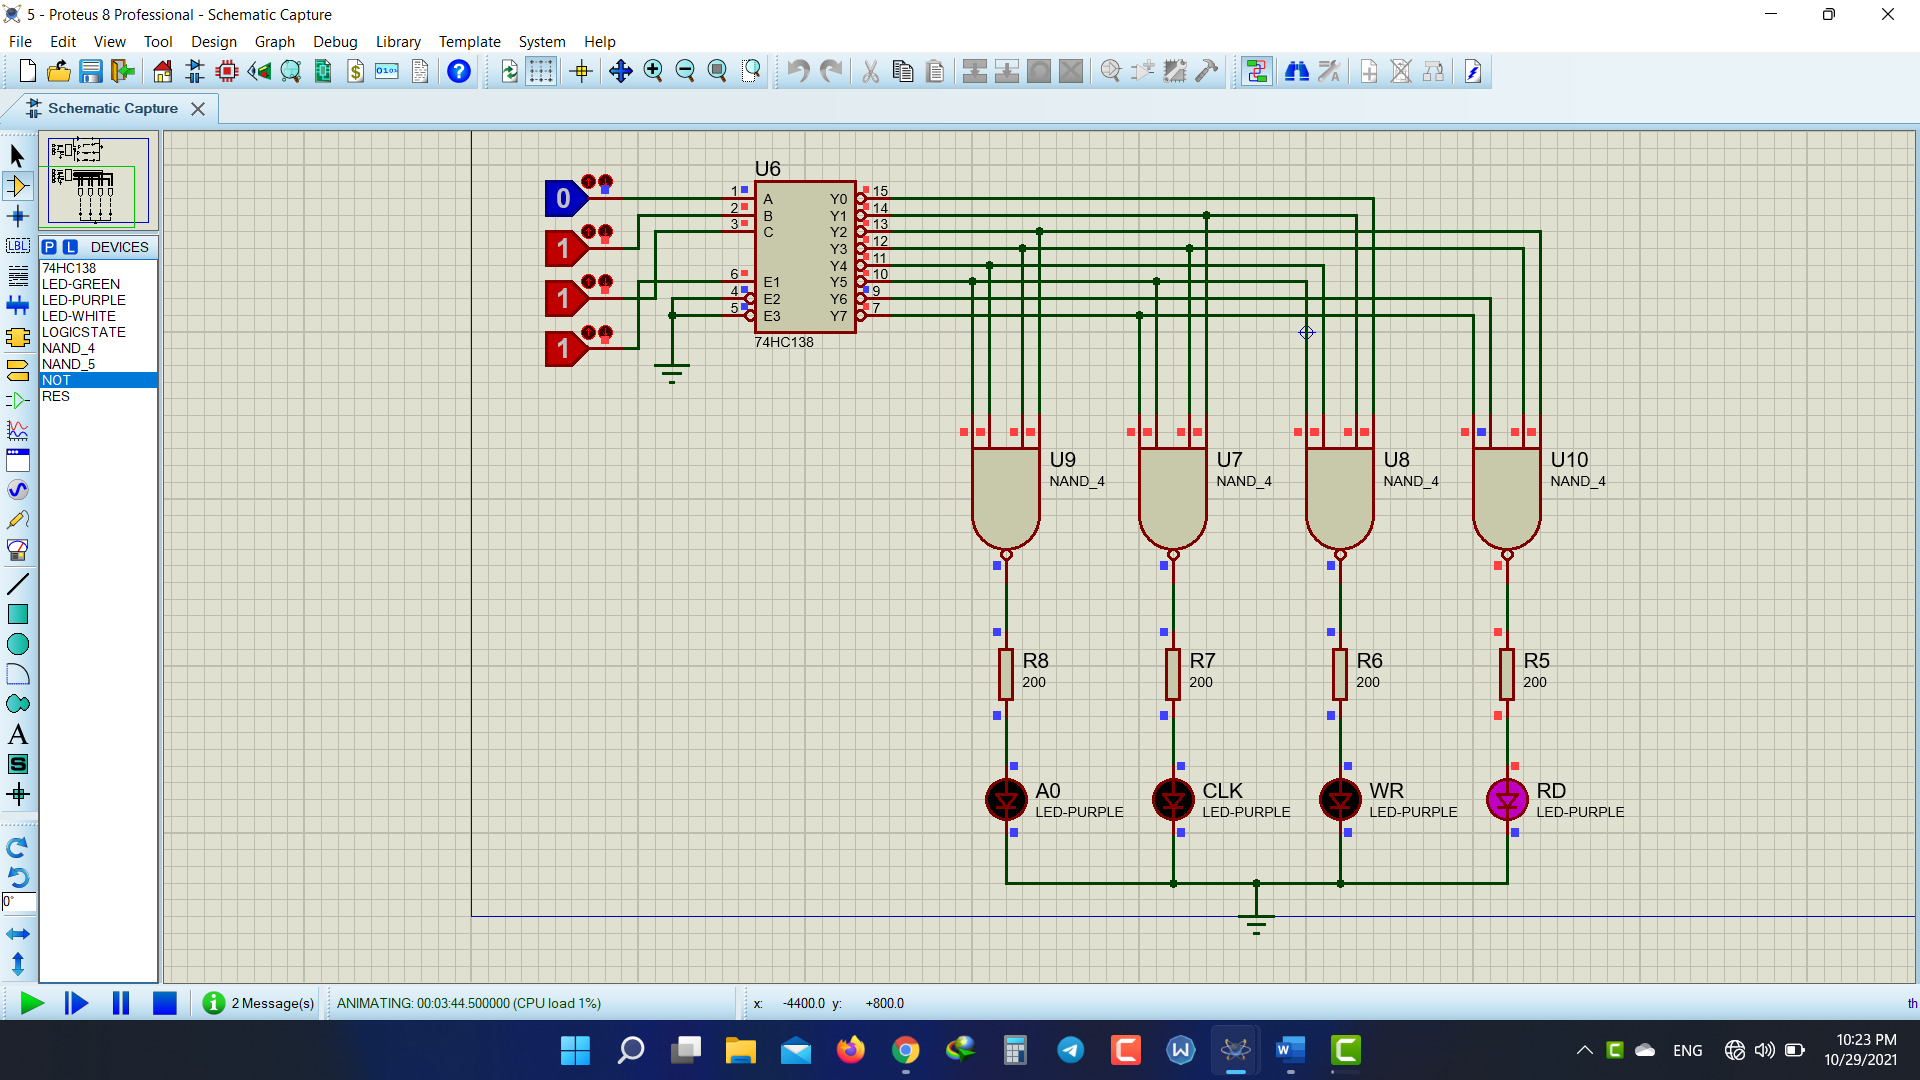 5 - Proteus 8 Professional - Schematic Capture
File Edit View Tool Design Graph Debug Library Template System Help
Schematic Capture
P L DEVICES
74HC138
LED-GREEN
LED-PURPLE
LED-WHITE
LOGICSTATE
NAND_4
NAND_5
NOT
RES
LBL
A
S
0°
U6
0
1
1
1
1 A Y0 15
2 B Y1 14
3 C Y2 13
Y3 12
Y4 11
6 E1 Y5 10
4 E2 Y6 9
5 E3 Y7 7
74HC138
U9
NAND_4
U7
NAND_4
U8
NAND_4
U10
NAND_4
R8
200
R7
200
R6
200
R5
200
A0
LED-PURPLE
CLK
LED-PURPLE
WR
LED-PURPLE
RD
LED-PURPLE
2 Message(s) ANIMATING: 00:03:44.500000 (CPU load 1%) x: -4400.0 y: +800.0 th
ENG
10:23 PM
10/29/2021